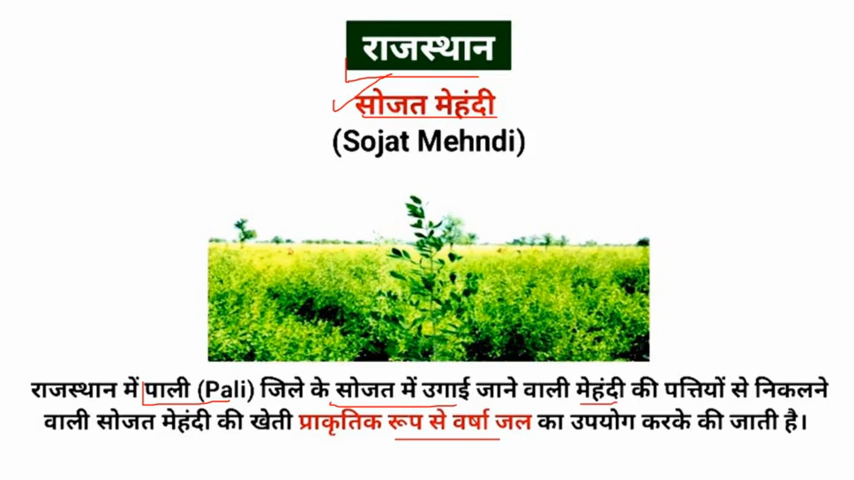 राजस्थान
सोजत मेहंदी
(Sojat Mehndi)
राजस्थान में पाली (Pali) जिले के सोजत में उगाई जाने वाली मेहंदी की पत्तियों से निकलने
वाली सोजत मेहंदी की खेती प्राकृतिक रूप से वर्षा जल का उपयोग करके की जाती है।